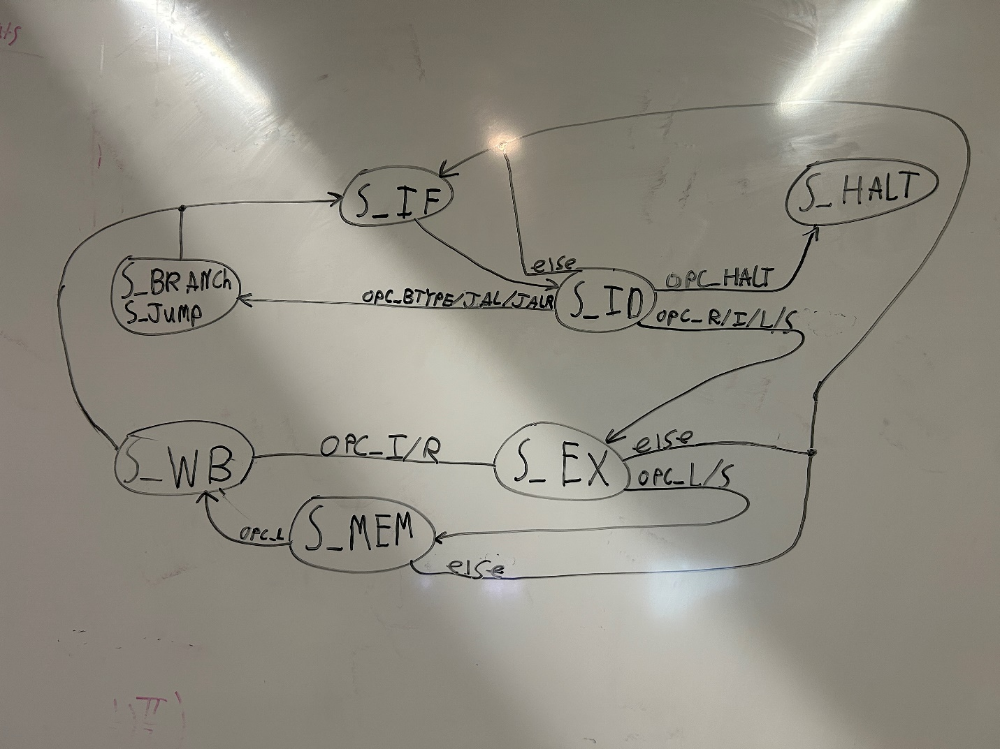 S_IF
S_HALT
else
S_BRANCh
S_Jump
OPC_BTYPE/JAL/JALR
S_ID
OPC_HALT
OPC_R/I/L/S
S_WB
OPC_I/R
S_EX
else
OPC_L/S
OPC_L
S_MEM
else